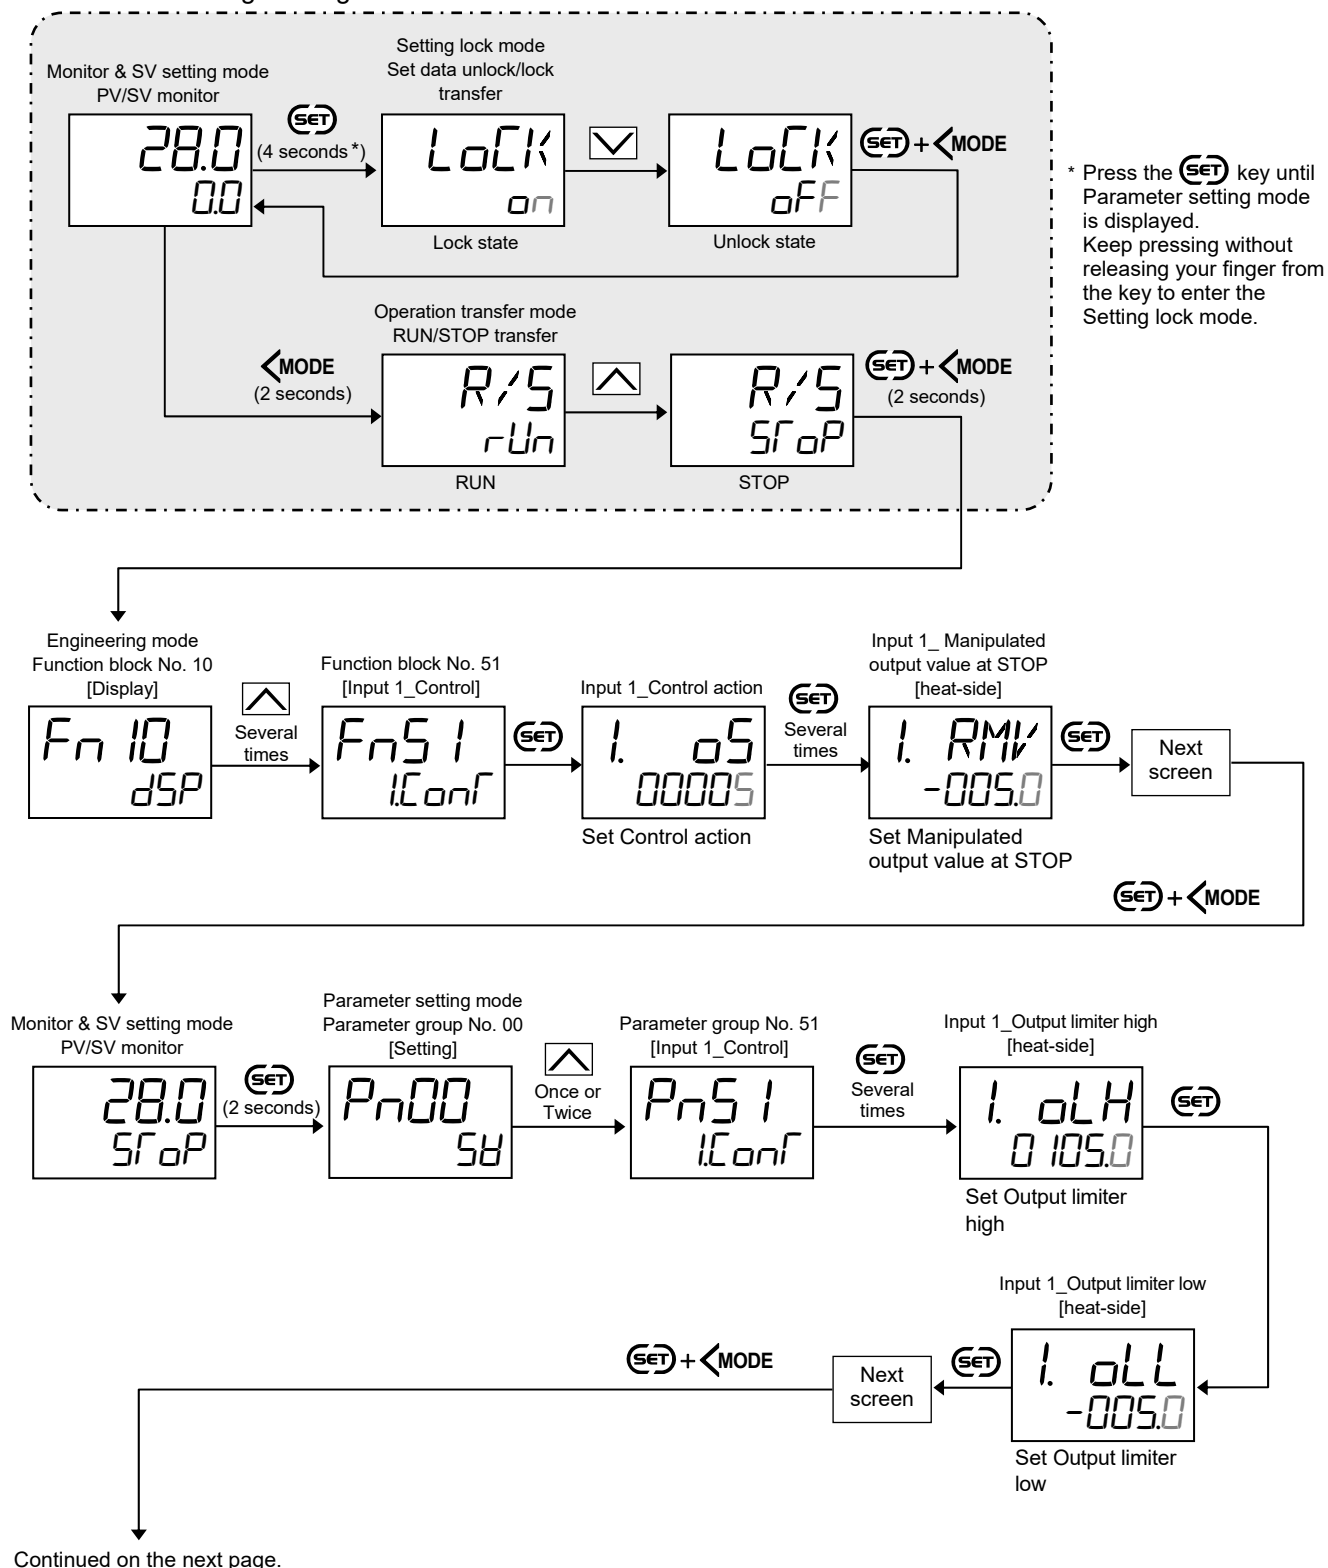 Setting lock mode
Set data unlock/lock
transfer
Monitor & SV setting mode
PV/SV monitor
28.0
0.0
SET
(4 seconds*)
LoCK
on
Lock state
LoCK
oFF
Unlock state
SET + <MODE
* Press the SET key until
Parameter setting mode
is displayed.
Keep pressing without
releasing your finger from
the key to enter the
Setting lock mode.
Operation transfer mode
RUN/STOP transfer
<MODE
(2 seconds)
R/S
rUn
RUN
R/S
SToP
STOP
SET + <MODE
(2 seconds)
Engineering mode
Function block No. 10
[Display]
Fn 10
dSP
Several
times
Function block No. 51
[Input 1_Control]
Fn51
1.ConT
SET
Input 1_Control action
1. oS
00005
Set Control action
SET
Several
times
Input 1_ Manipulated
output value at STOP
[heat-side]
1. RMV
-005.0
Set Manipulated
output value at STOP
SET
Next
screen
SET + <MODE
Monitor & SV setting mode
PV/SV monitor
28.0
SToP
SET
(2 seconds)
Parameter setting mode
Parameter group No. 00
[Setting]
Pn00
Once or
Twice
Parameter group No. 51
[Input 1_Control]
Pn51
1.ConT
SET
Several
times
Input 1_Output limiter high
[heat-side]
1. oLH
0105.0
Set Output limiter
high
SET
Input 1_Output limiter low
[heat-side]
1. oLL
-005.0
Set Output limiter
low
SET
Next
screen
SET + <MODE
Continued on the next page.